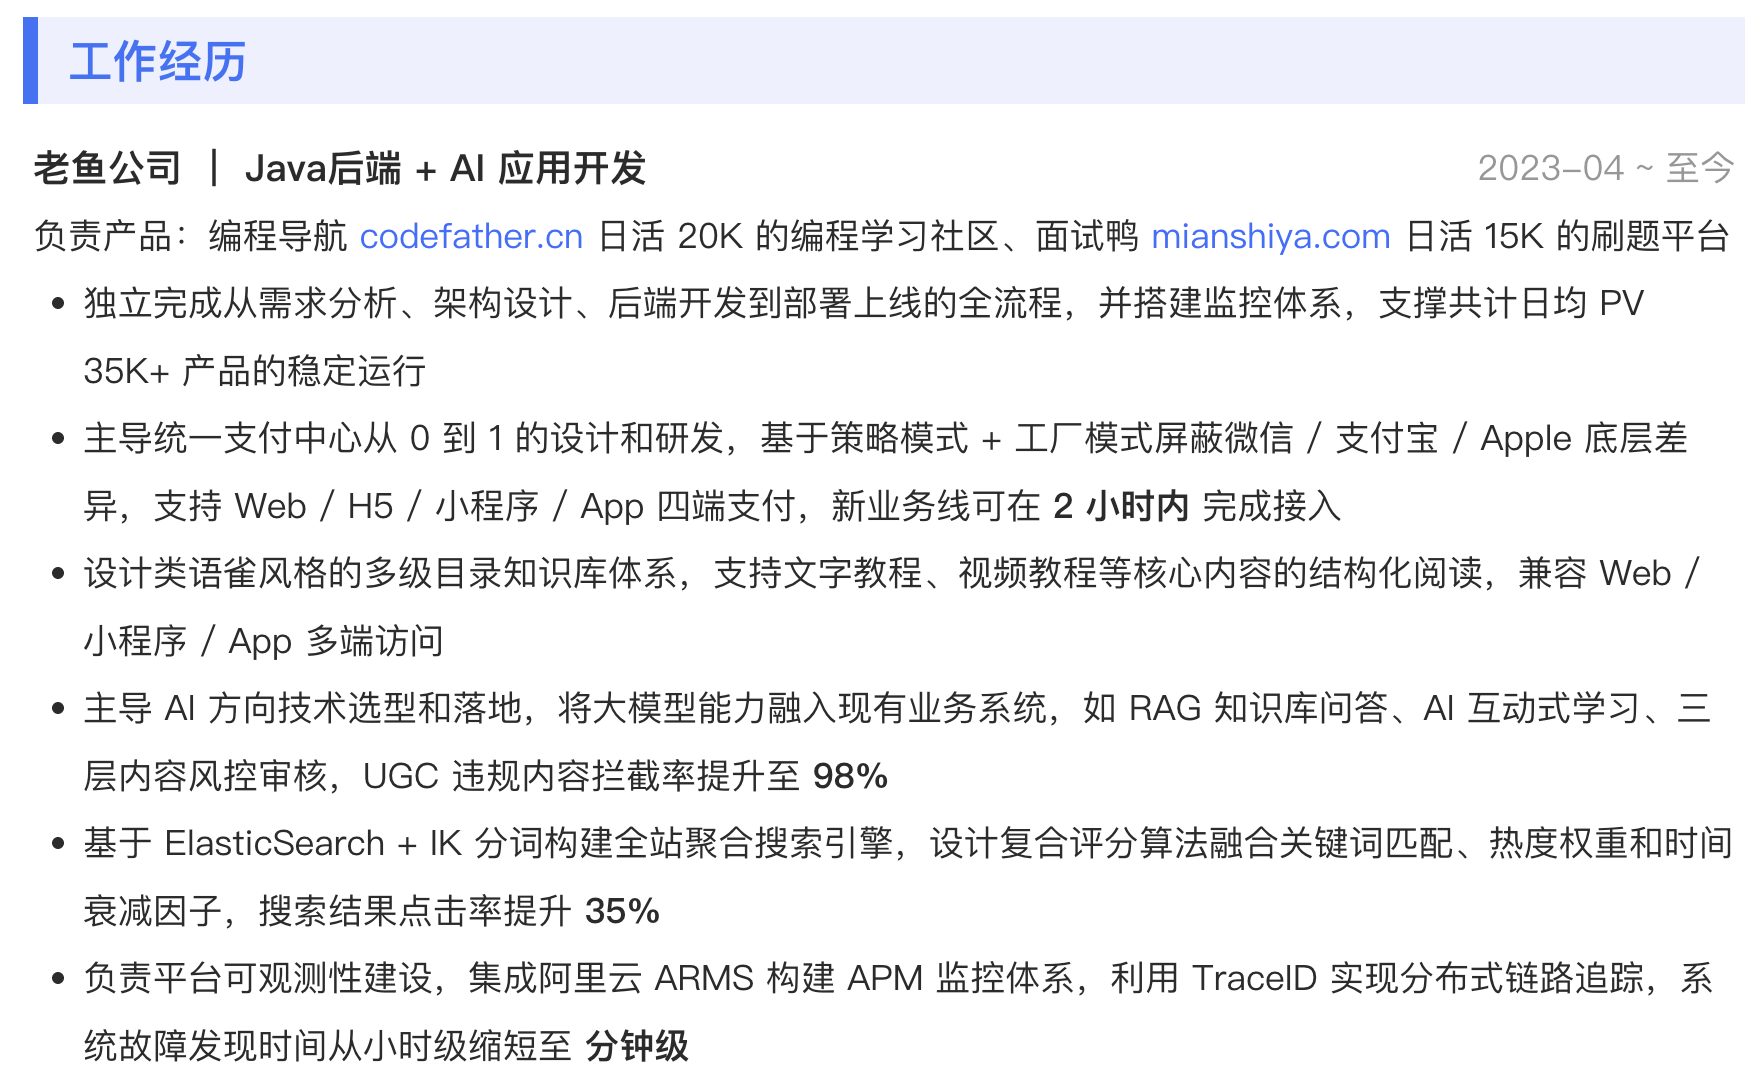 工作经历
老鱼公司 | Java后端 + AI 应用开发 2023-04 ~ 至今
负责产品：编程导航 codefather.cn 日活 20K 的编程学习社区、面试鸭 mianshiya.com 日活 15K 的刷题平台
• 独立完成从需求分析、架构设计、后端开发到部署上线的全流程，并搭建监控体系，支撑共计日均 PV
35K+ 产品的稳定运行
• 主导统一支付中心从 0 到 1 的设计和研发，基于策略模式 + 工厂模式屏蔽微信 / 支付宝 / Apple 底层差
异，支持 Web / H5 / 小程序 / App 四端支付，新业务线可在 2 小时内 完成接入
• 设计类语雀风格的多级目录知识库体系，支持文字教程、视频教程等核心内容的结构化阅读，兼容 Web /
小程序 / App 多端访问
• 主导 AI 方向技术选型和落地，将大模型能力融入现有业务系统，如 RAG 知识库问答、AI 互动式学习、三
层内容风控审核，UGC 违规内容拦截率提升至 98%
• 基于 ElasticSearch + IK 分词构建全站聚合搜索引擎，设计复合评分算法融合关键词匹配、热度权重和时间
衰减因子，搜索结果点击率提升 35%
• 负责平台可观测性建设，集成阿里云 ARMS 构建 APM 监控体系，利用 TraceID 实现分布式链路追踪，系
统故障发现时间从小时级缩短至 分钟级